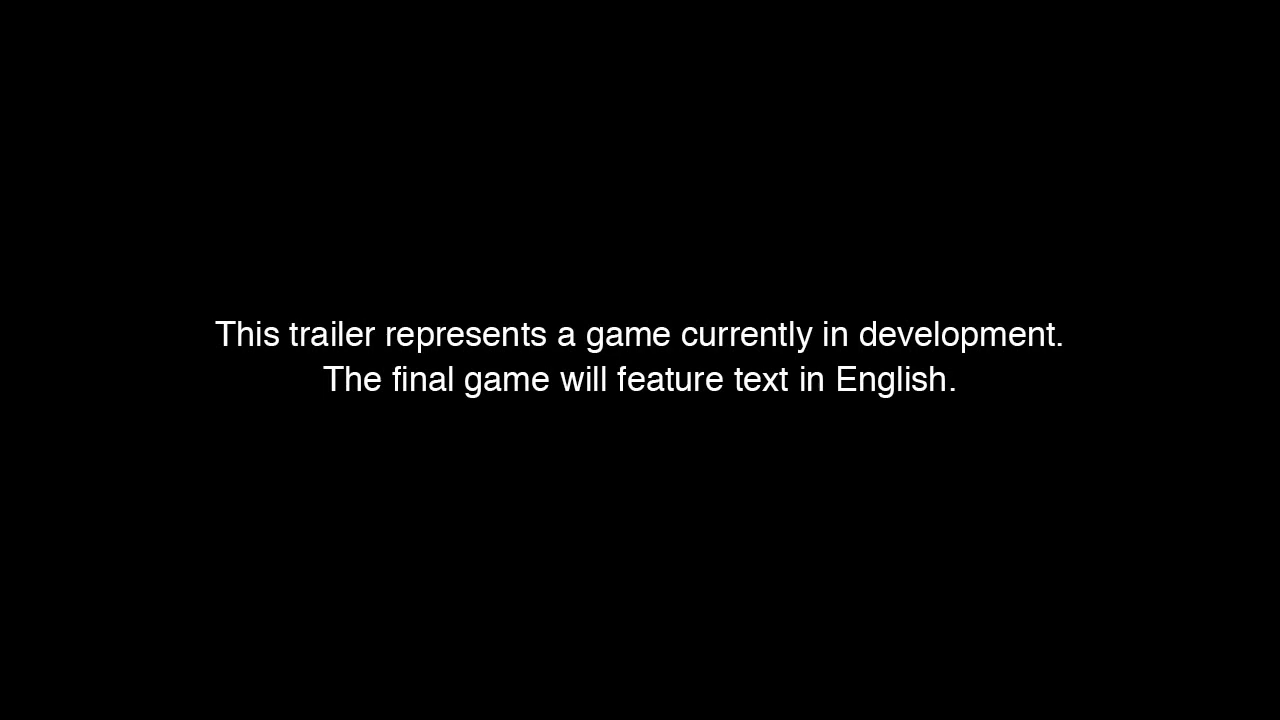 This trailer represents a game currently in development.
The final game will feature text in English.